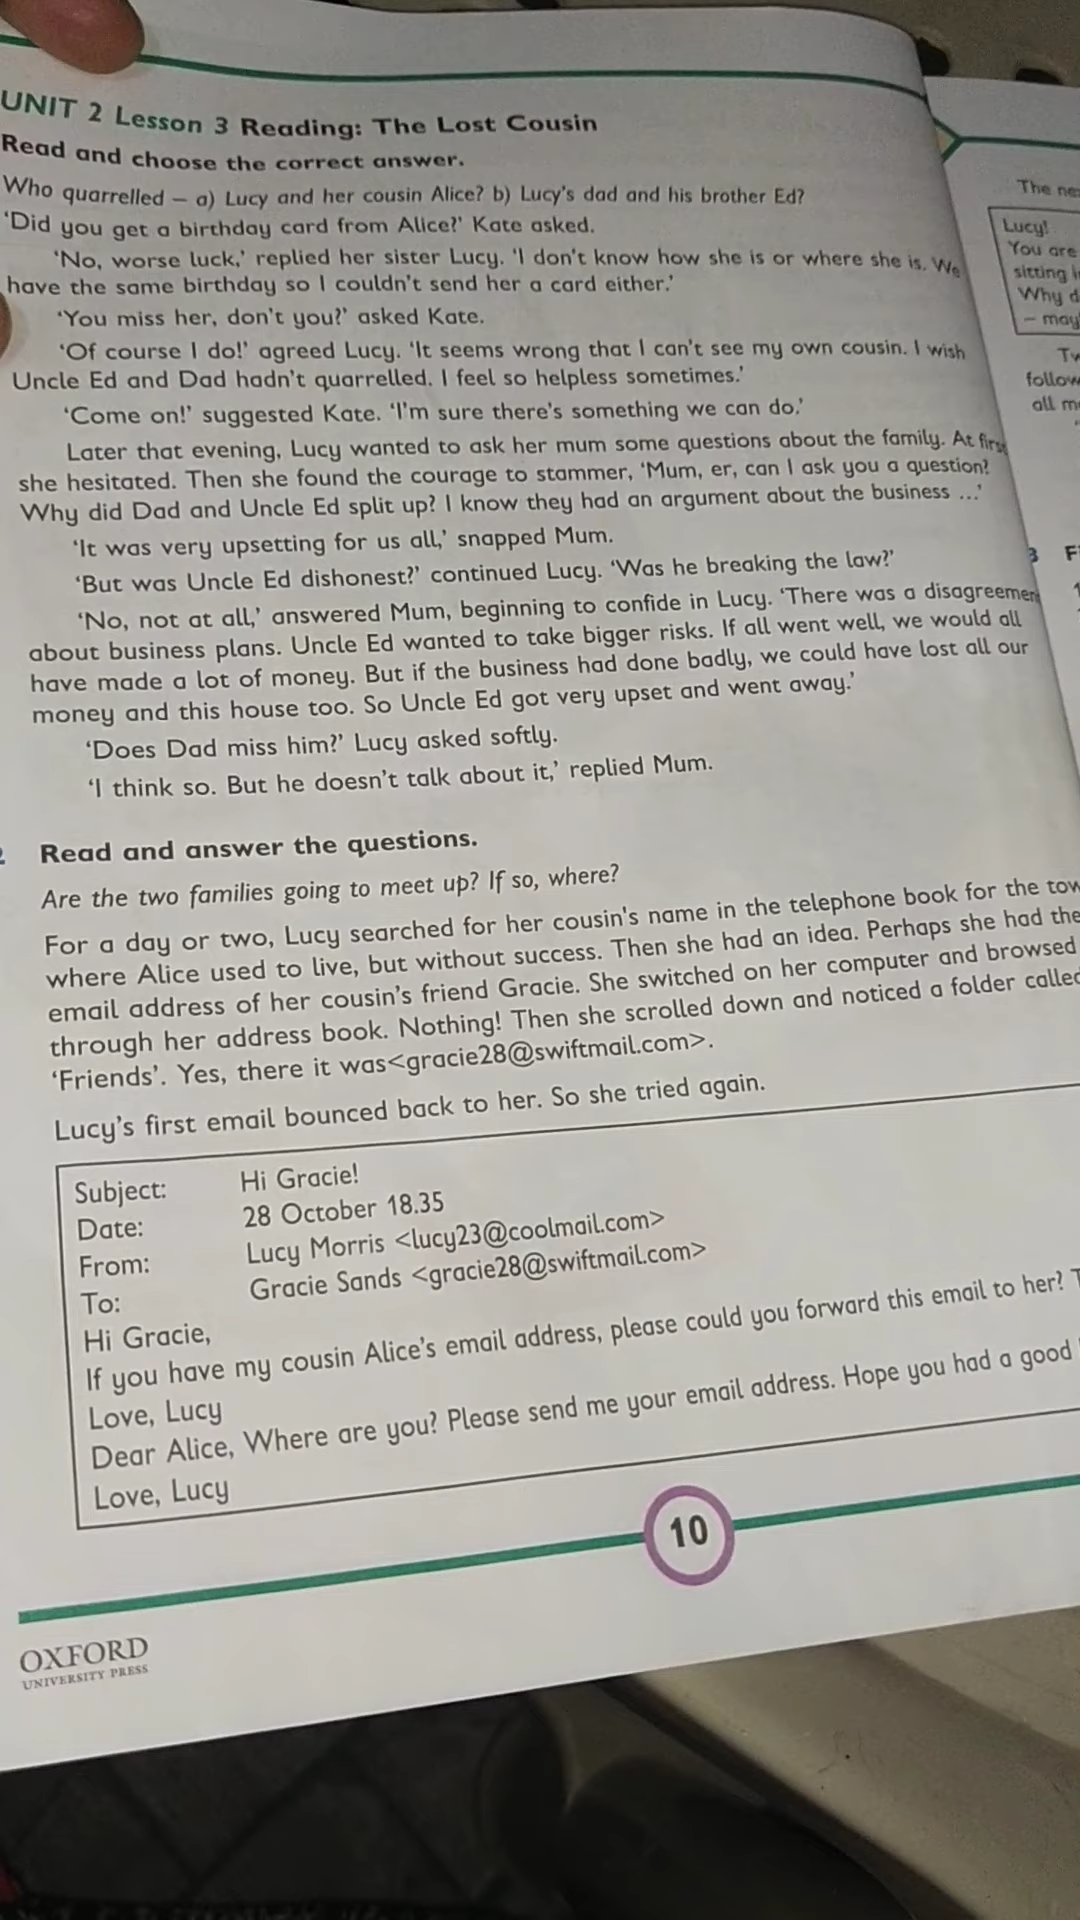 UNIT 2 Lesson 3 Reading: The Lost Cousin
Read and choose the correct answer.
Who quarrelled – a) Lucy and her cousin Alice? b) Lucy's dad and his brother Ed?
'Did you get a birthday card from Alice?' Kate asked.
'No, worse luck,' replied her sister Lucy. 'I don't know how she is or where she is. We
have the same birthday so I couldn't send her a card either.'
'You miss her, don't you?' asked Kate.
'Of course I do!' agreed Lucy. 'It seems wrong that I can't see my own cousin. I wish
Uncle Ed and Dad hadn't quarrelled. I feel so helpless sometimes.'
'Come on!' suggested Kate. 'I'm sure there's something we can do.'
Later that evening, Lucy wanted to ask her mum some questions about the family. At first
she hesitated. Then she found the courage to stammer, 'Mum, er, can I ask you a question?
Why did Dad and Uncle Ed split up? I know they had an argument about the business ...'
'It was very upsetting for us all,' snapped Mum.
'But was Uncle Ed dishonest?' continued Lucy. 'Was he breaking the law?'
'No, not at all,' answered Mum, beginning to confide in Lucy. 'There was a disagreement
about business plans. Uncle Ed wanted to take bigger risks. If all went well, we would all
have made a lot of money. But if the business had done badly, we could have lost all our
money and this house too. So Uncle Ed got very upset and went away.'
'Does Dad miss him?' Lucy asked softly.
'I think so. But he doesn't talk about it,' replied Mum.
2 Read and answer the questions.
Are the two families going to meet up? If so, where?
For a day or two, Lucy searched for her cousin's name in the telephone book for the
where Alice used to live, but without success. Then she had an idea. Perhaps she had the
email address of her cousin's friend Gracie. She switched on her computer and browsed
through her address book. Nothing! Then she scrolled down and noticed a folder called
'Friends'. Yes, there it was<gracie28@swiftmail.com>.
Lucy's first email bounced back to her. So she tried again.
Subject: Hi Gracie!
Date: 28 October 18.35
From: Lucy Morris <lucy23@coolmail.com>
To: Gracie Sands <gracie28@swiftmail.com>
Hi Gracie,
If you have my cousin Alice's email address, please could you forward this email to her?
Love, Lucy
Dear Alice, Where are you? Please send me your email address. Hope you had a good
Love, Lucy
10
OXFORD
UNIVERSITY PRESS
The
Lucy!
You are
sitting
Why
– may
follow
all
3